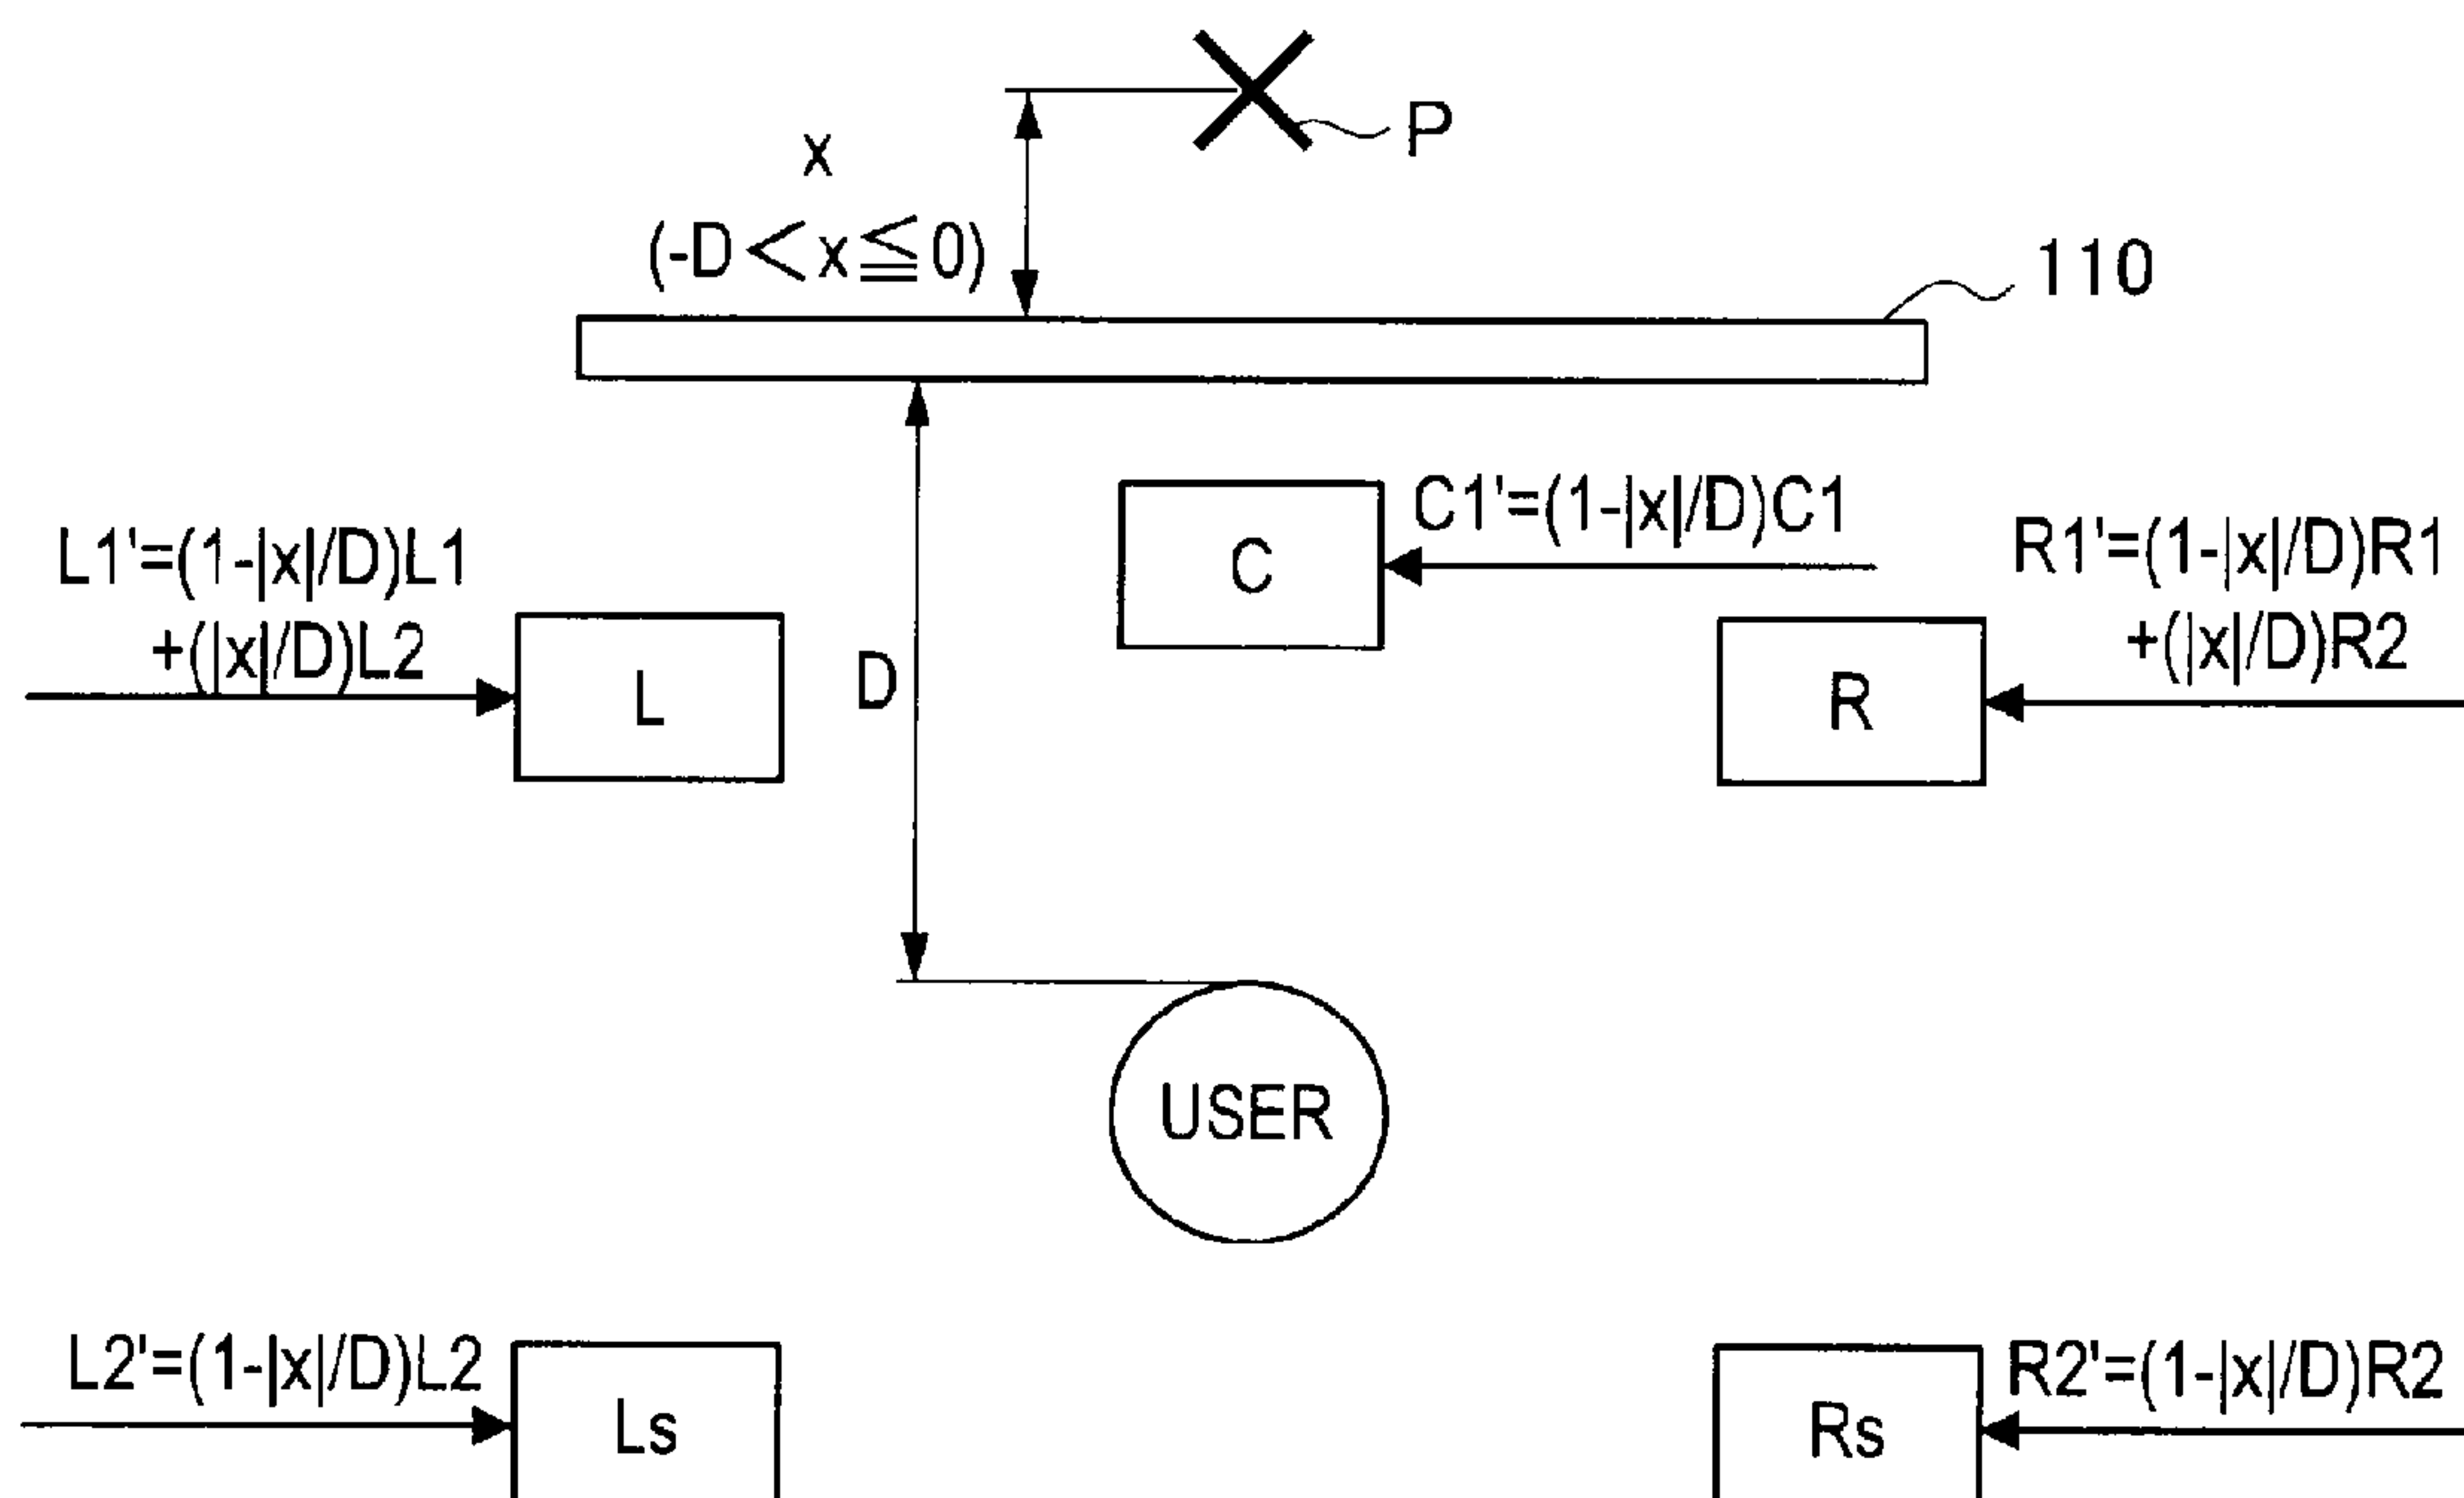 P
x
(-D<x≦0)
110
C1'=(1-|x|/D)C1
L1'=(1-|x|/D)L1
+(|x|/D)L2
R1'=(1-|x|/D)R1
+(|x|/D)R2
C
L
D
R
USER
L2'=(1-|x|/D)L2
R2'=(1-|x|/D)R2
Ls
Rs